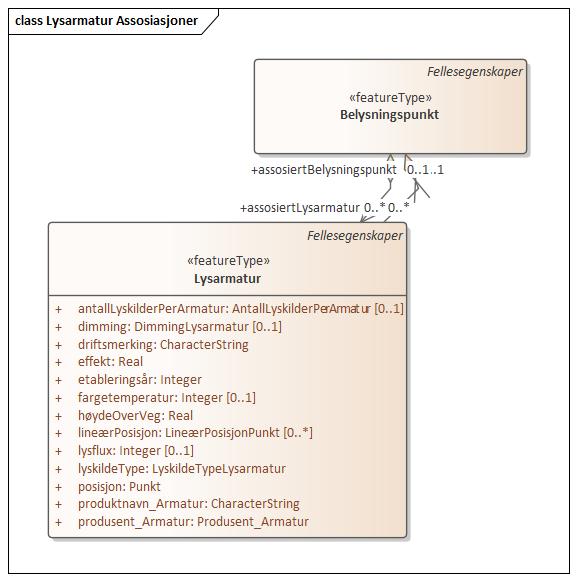 class Lysarmatur Assosiasjoner
Fellesegenskaper
«featureType»
Belysningspunkt
+assosiertBelysningspunkt 0..1..1
+assosiertLysarmatur 0..* 0..*
Fellesegenskaper
«featureType»
Lysarmatur
+ antallLyskilderPerArmatur: AntallLyskilderPerArmatur [0..1]
+ dimming: DimmingLysarmatur [0..1]
+ driftsmerking: CharacterString
+ effekt: Real
+ etableringsår: Integer
+ fargetemperatur: Integer [0..1]
+ høydeOverVeg: Real
+ lineærPosisjon: LineærPosisjonPunkt [0..*]
+ lysflux: Integer [0..1]
+ lyskildeType: LyskildeTypeLysarmatur
+ posisjon: Punkt
+ produktnavn_Armatur: CharacterString
+ produsent_Armatur: Produsent_Armatur